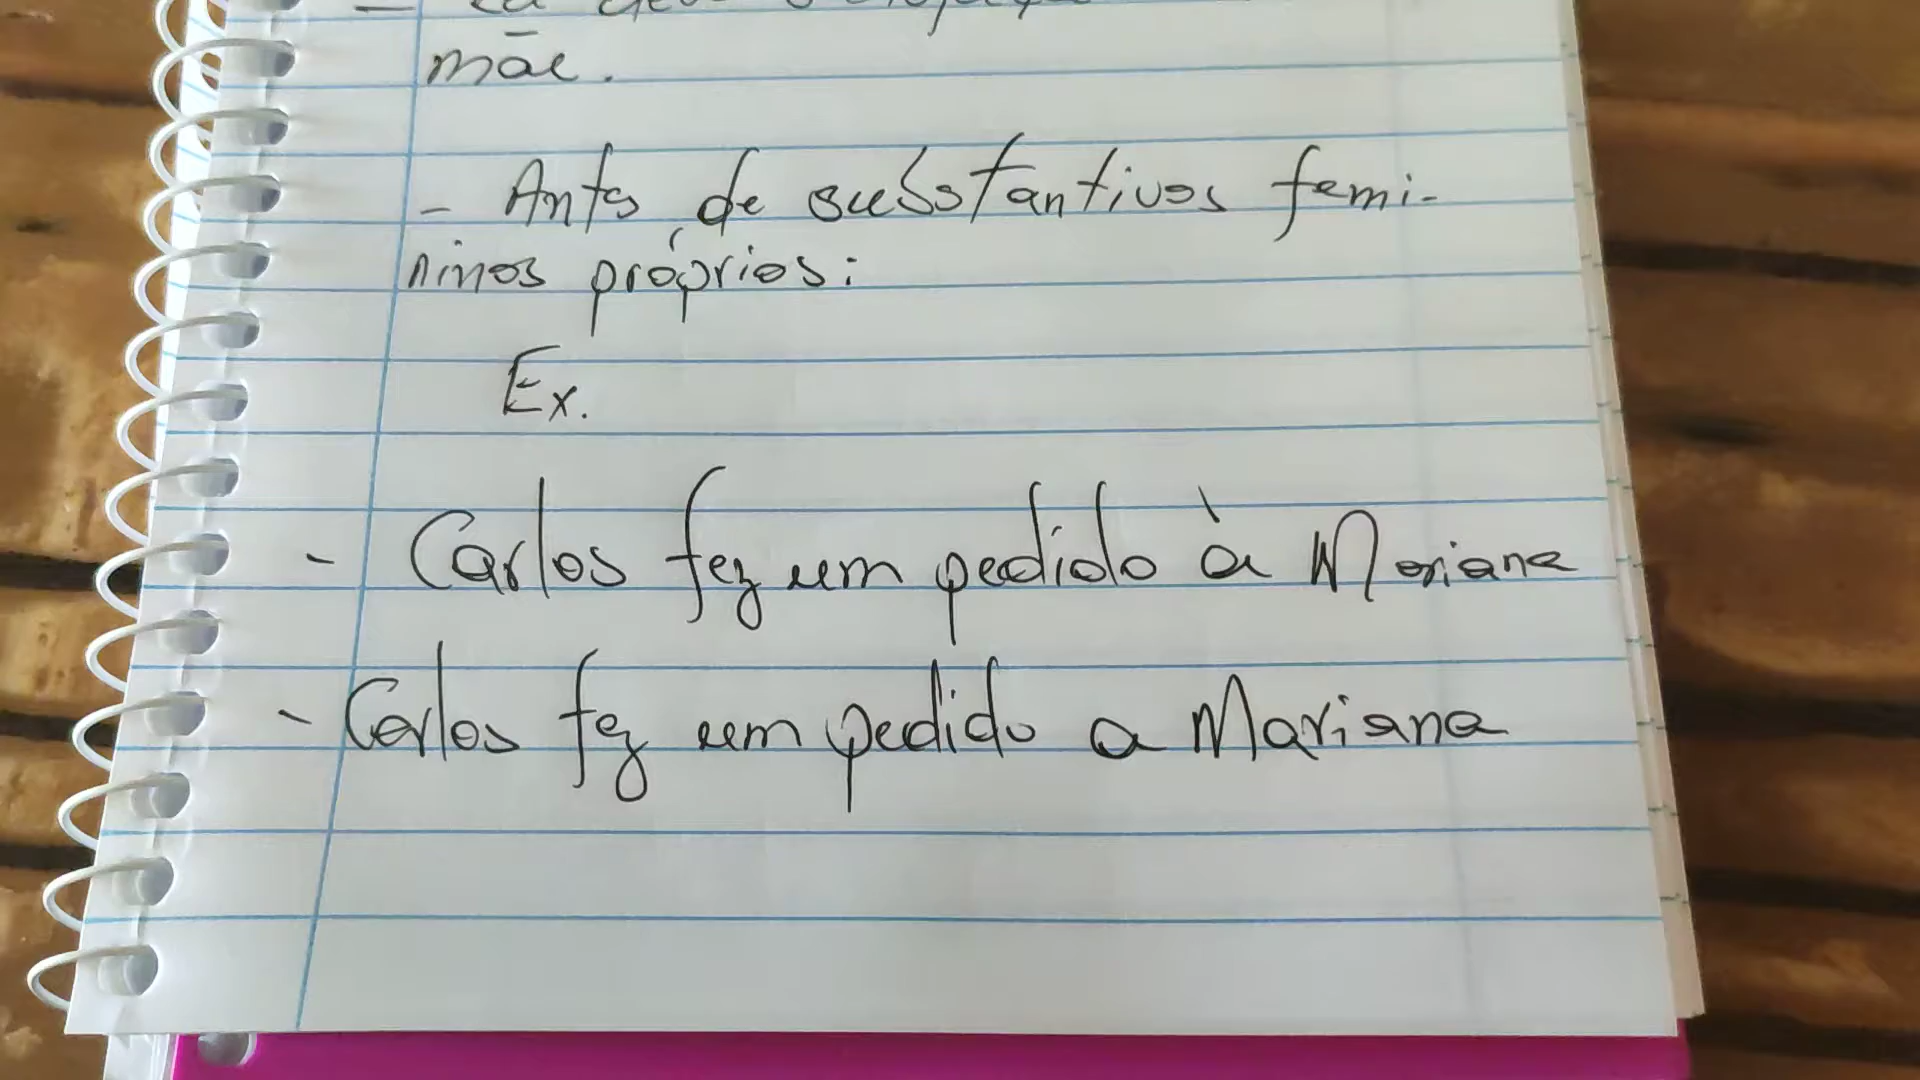 mãe.
- Antes de substantivos femi-
ninos próprios:
Ex.
- Carlos fez um pedido à Mariana
- Carlos fez um pedido a Mariana